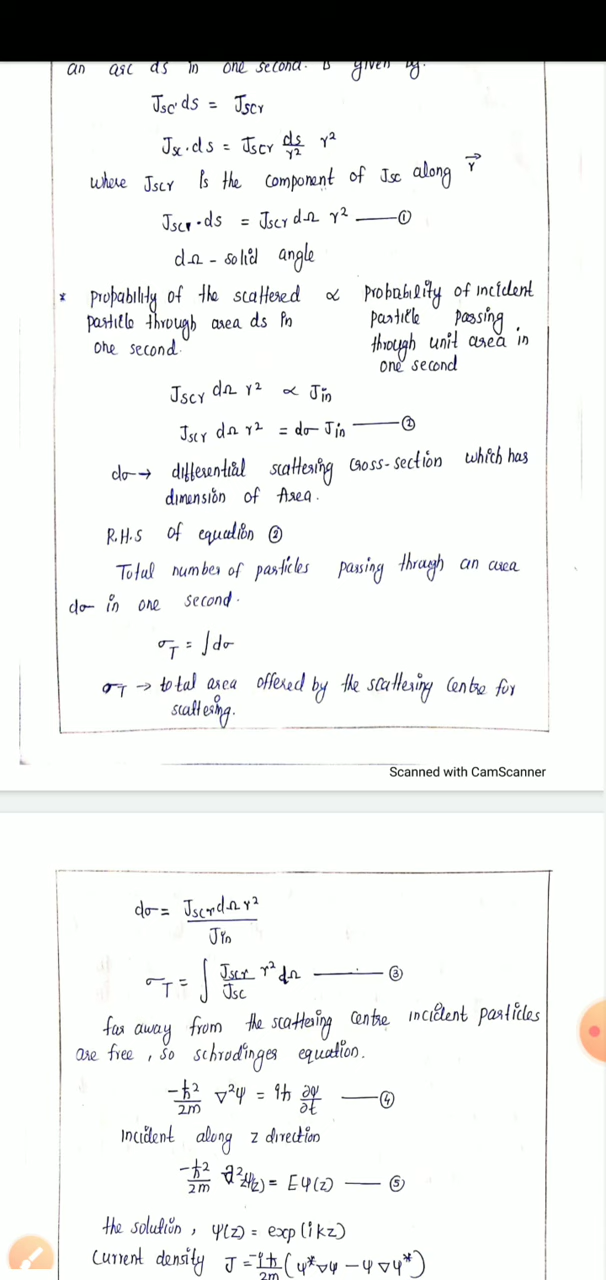 an asc ds in one second. is given by.
Jsc·ds = Jscr
Jsc·ds = Jscr ds/r² r²
where Jscr is the component of Jsc along r⃗
Jscr·ds = Jscr dΩ r² — ①
dΩ - solid angle
* probability of the scattered ∝ probability of incident
particle through area ds in particle passing
one second. through unit area in
one second
Jscr dΩ r² ∝ Jin
Jscr dΩ r² = dσ Jin — ②
dσ → differential scattering cross-section which has
dimension of Area.
R.H.S of equation ②
Total number of particles passing through an area
dσ in one second.
σT = ∫dσ
σT → total area offered by the scattering centre for
scattering.
Scanned with CamScanner
dσ = Jscr dΩ r²/Jin
σT = ∫ Jscr/Jsc r² dΩ — ③
far away from the scattering centre incident particles
are free, so schrodinges equation.
-ħ²/2m ∇²ψ = iħ ∂ψ/∂t — ④
Incident along z direction
-ħ²/2m ∂²ψ(z) = Eψ(z) — ⑤
the solution, ψ(z) = exp(ikz)
Current density J = -iħ/2m (ψ*∇ψ - ψ∇ψ*)